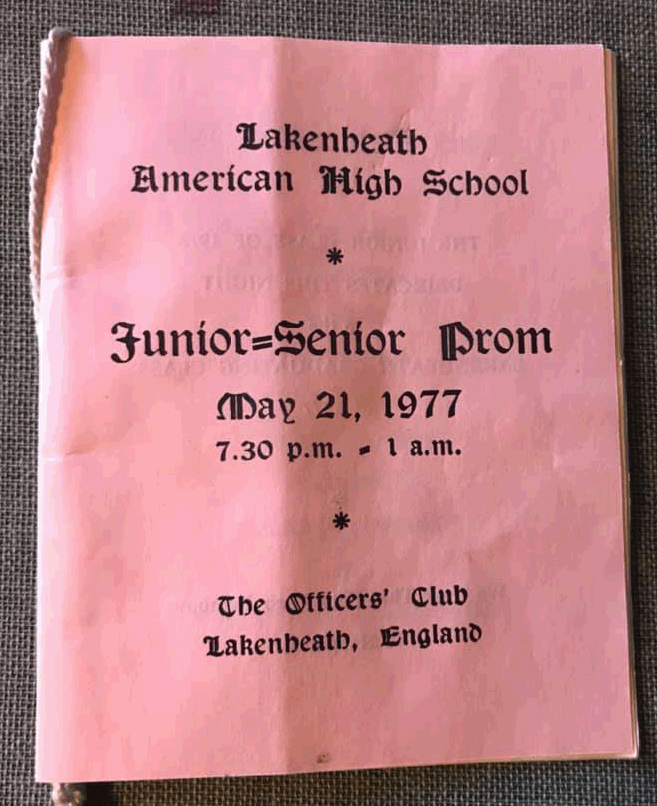 Lakenheath
American High School
*
Junior=Senior Prom
May 21, 1977
7.30 p.m. - 1 a.m.
*
The Officers' Club
Lakenheath, England